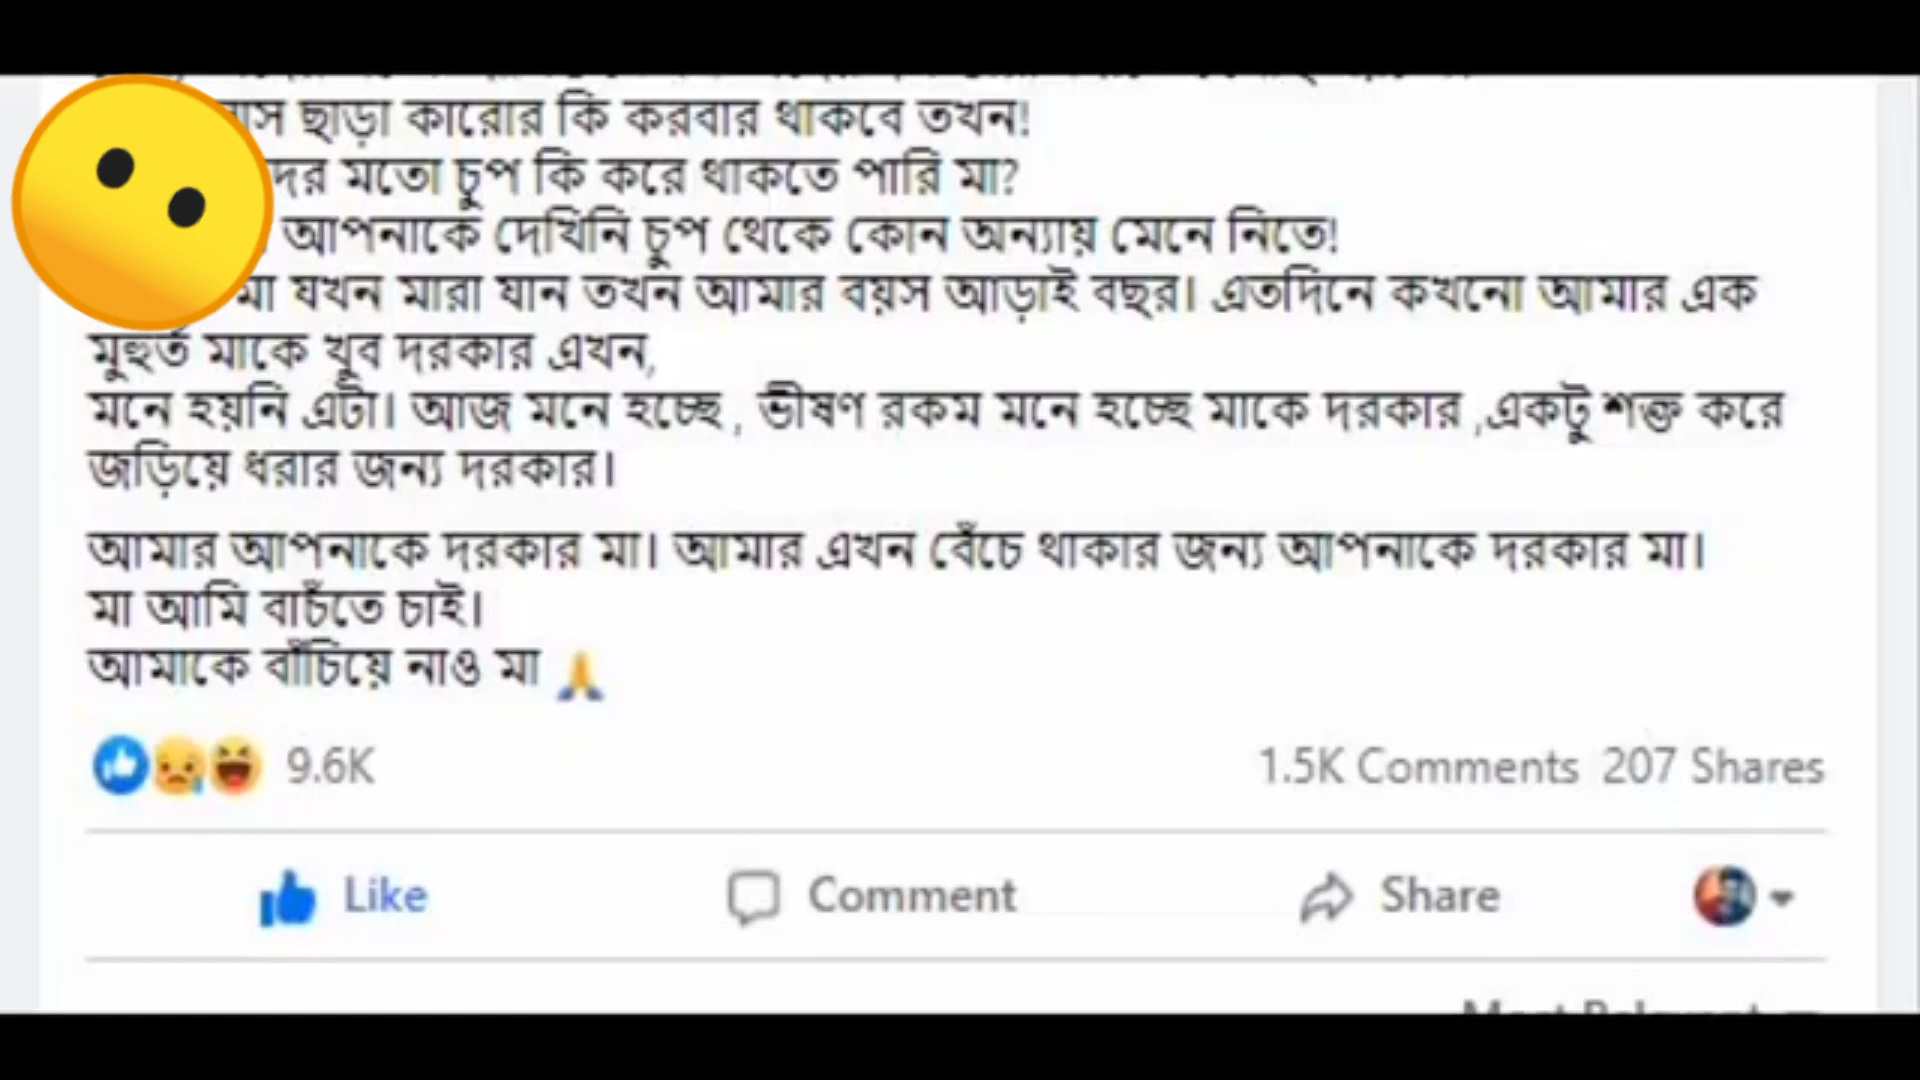 ছাড়া কারোর কি করবার থাকবে তখন!
মতো চুপ কি করে থাকতে পারি মা?
আপনাকে দেখিনি চুপ থেকে কোন অন্যায় মেনে নিতে!
মা যখন মারা যান তখন আমার বয়স আড়াই বছর। এতদিনে কখনো আমার এক
মুহুর্ত মাকে খুব দরকার এখন,
মনে হয়নি এটা। আজ মনে হচ্ছে , ভীষণ রকম মনে হচ্ছে মাকে দরকার ,একটু শক্ত করে
জড়িয়ে ধরার জন্য দরকার।
আমার আপনাকে দরকার মা। আমার এখন বেঁচে থাকার জন্য আপনাকে দরকার মা।
মা আমি বাচঁতে চাই।
আমাকে বাঁচিয়ে নাও মা 🙏
9.6K 1.5K Comments 207 Shares
Like Comment Share